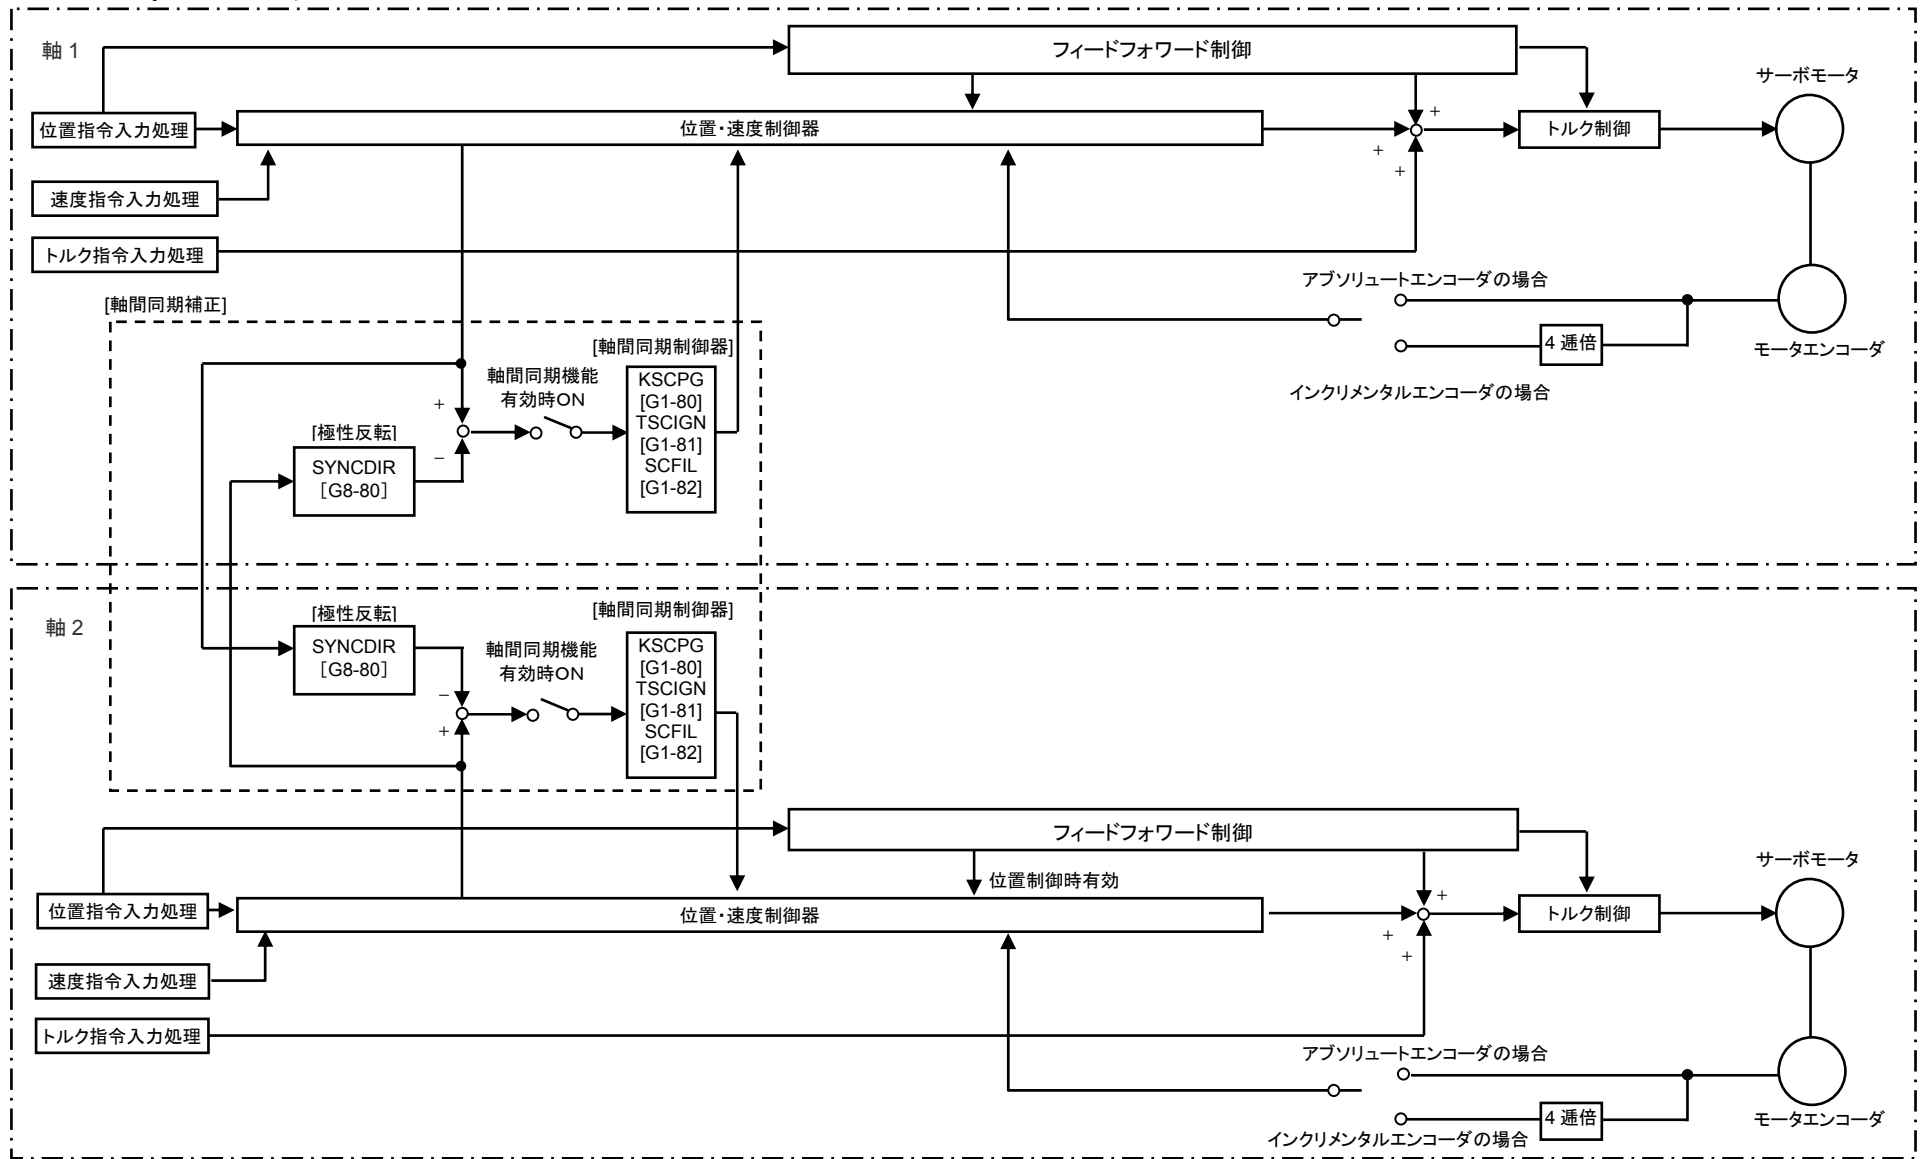 軸 1
フィードフォワード制御
サーボモータ
位置指令入力処理
位置・速度制御器
+
トルク制御
+
+
速度指令入力処理
トルク指令入力処理
アブソリュートエンコーダの場合
[軸間同期補正]
4 逓倍
モータエンコーダ
インクリメンタルエンコーダの場合
[軸間同期制御器]
軸間同期機能
有効時ON
KSCPG
[G1-80]
TSCIGN
[G1-81]
SCFIL
[G1-82]
+
−
[極性反転]
SYNCDIR
[G8-80]
軸 2
[極性反転]
SYNCDIR
[G8-80]
軸間同期機能
有効時ON
[軸間同期制御器]
KSCPG
[G1-80]
TSCIGN
[G1-81]
SCFIL
[G1-82]
−
+
フィードフォワード制御
サーボモータ
位置制御時有効
位置指令入力処理
位置・速度制御器
+
トルク制御
+
+
速度指令入力処理
トルク指令入力処理
アブソリュートエンコーダの場合
4 逓倍
モータエンコーダ
インクリメンタルエンコーダの場合